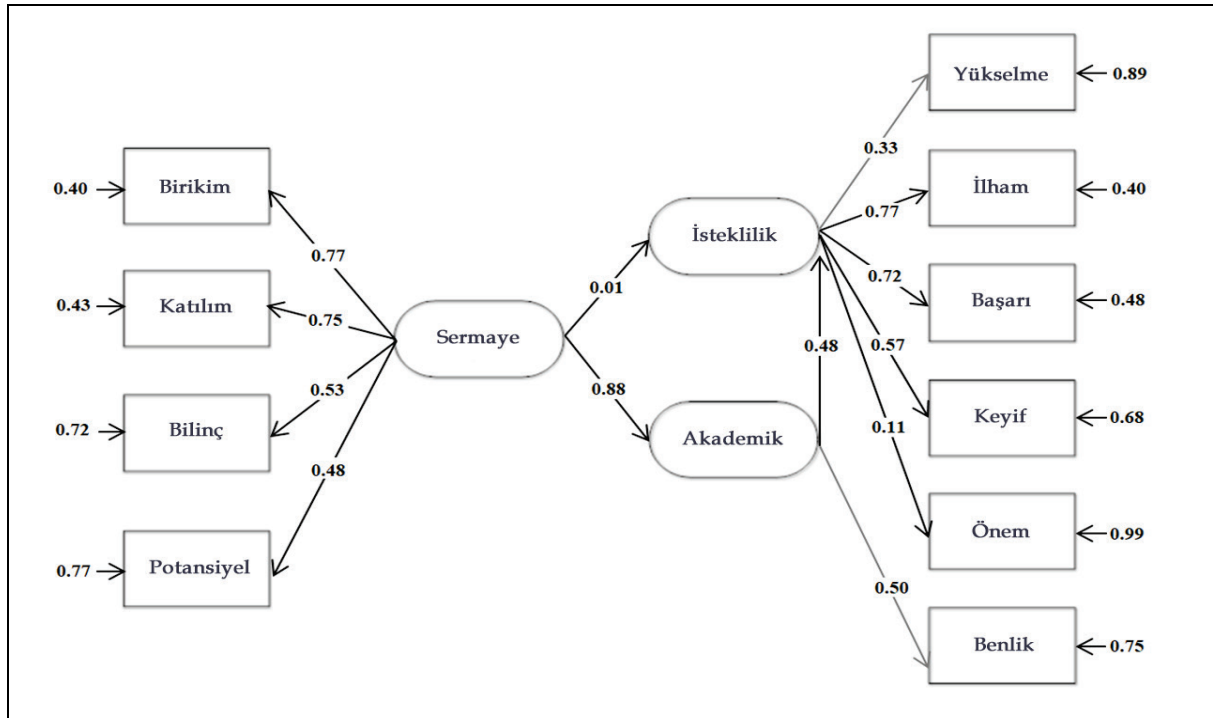 Yükselme
0.89
0.33
Birikim
0.40
İlham
0.40
0.77
İsteklilik
0.77
Katılım
0.43
0.72
Başarı
0.48
0.01
0.75
Sermaye
0.48
0.57
0.53
0.88
Keyif
0.68
Bilinç
0.72
Akademik
0.11
0.48
Önem
0.99
Potansiyel
0.77
0.50
Benlik
0.75